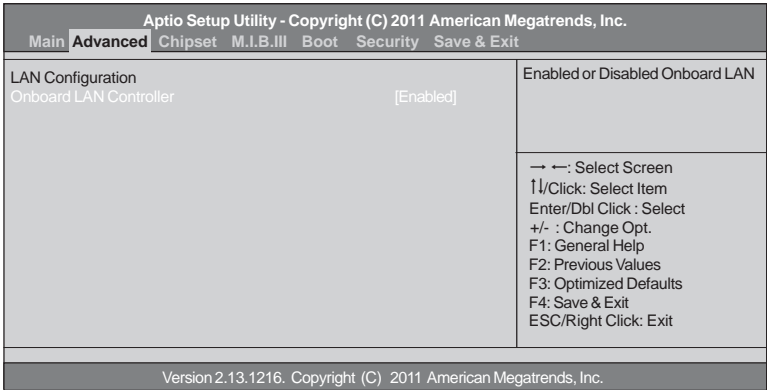 Aptio Setup Utility - Copyright (C) 2011 American Megatrends, Inc.
Main Advanced Chipset M.I.B.III Boot Security Save & Exit
LAN Configuration
Onboard LAN Controller [Enabled]
Enabled or Disabled Onboard LAN
→ ←: Select Screen
↑↓/Click: Select Item
Enter/Dbl Click : Select
+/- : Change Opt.
F1: General Help
F2: Previous Values
F3: Optimized Defaults
F4: Save & Exit
ESC/Right Click: Exit
Version 2.13.1216. Copyright (C) 2011 American Megatrends, Inc.